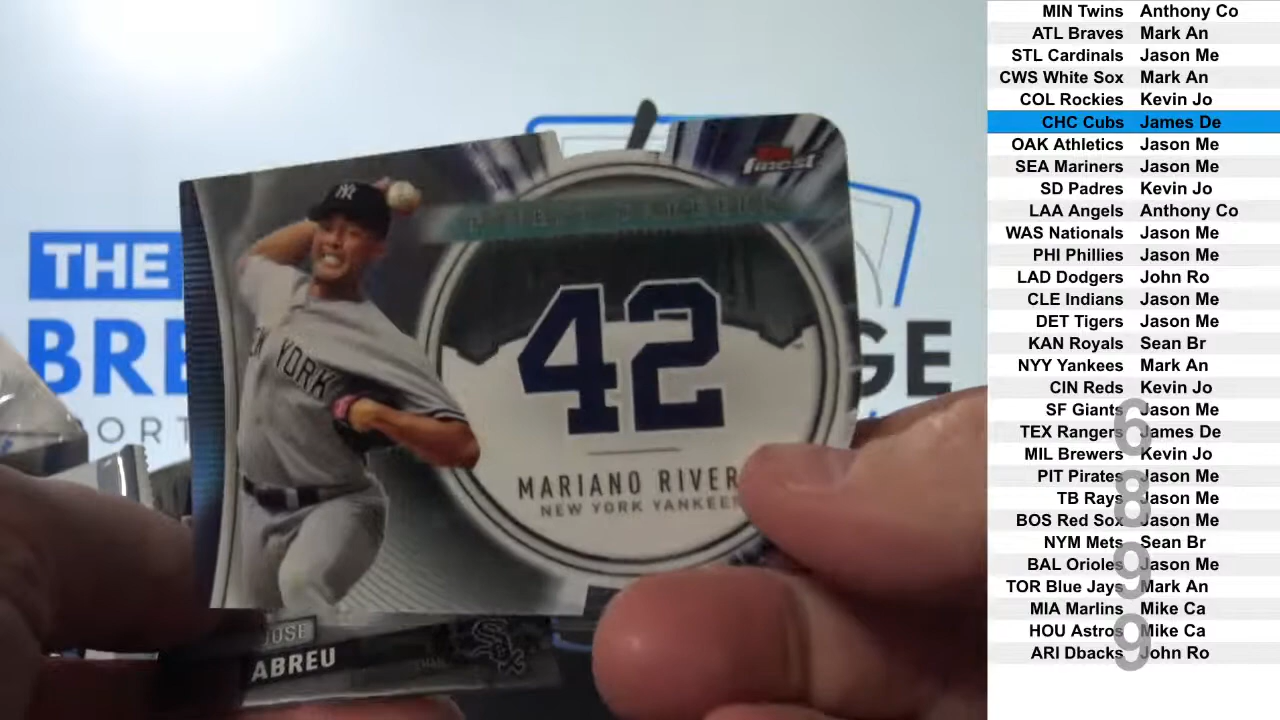 THE
BRE
GE
ORT
finest
NY
YORK
42
MARIANO RIVER
NEW YORK YANKEE
JOSE
ABREU
Sox
MIN Twins Anthony Co
ATL Braves Mark An
STL Cardinals Jason Me
CWS White Sox Mark An
COL Rockies Kevin Jo
CHC Cubs James De
OAK Athletics Jason Me
SEA Mariners Jason Me
SD Padres Kevin Jo
LAA Angels Anthony Co
WAS Nationals Jason Me
PHI Phillies Jason Me
LAD Dodgers John Ro
CLE Indians Jason Me
DET Tigers Jason Me
KAN Royals Sean Br
NYY Yankees Mark An
CIN Reds Kevin Jo
SF Giants Jason Me
TEX Rangers James De
MIL Brewers Kevin Jo
PIT Pirates Jason Me
TB Rays Jason Me
BOS Red Sox Jason Me
NYM Mets Sean Br
BAL Orioles Jason Me
TOR Blue Jays Mark An
MIA Marlins Mike Ca
HOU Astros Mike Ca
ARI Dbacks John Ro
6
8
9
9